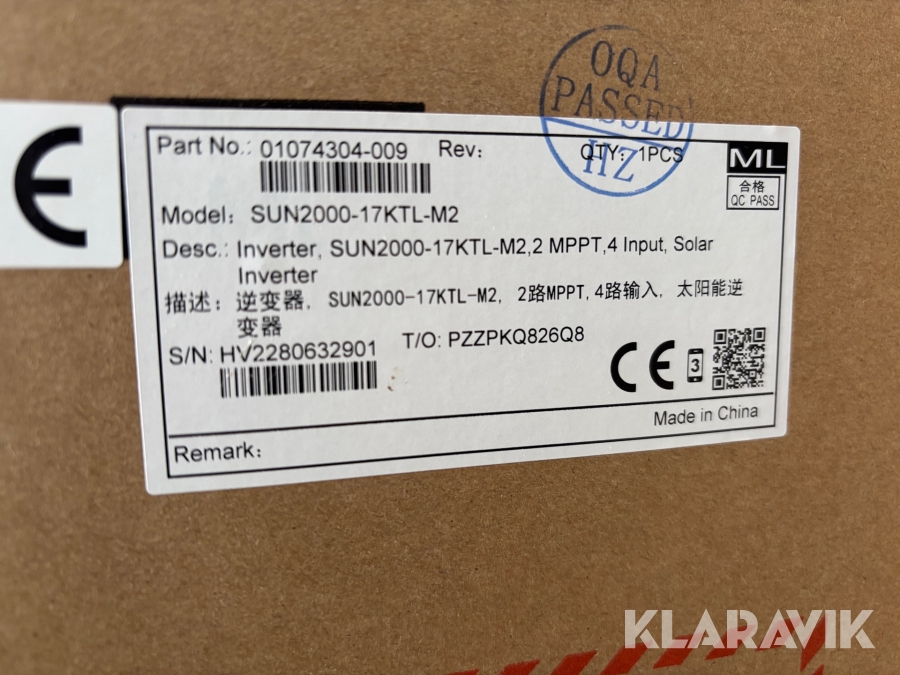 OQA
PASSED
HZ
CE
Part No.: 01074304-009 Rev: QTY: 1PCS
ML
合格
QC PASS
Model: SUN2000-17KTL-M2
Desc.: Inverter, SUN2000-17KTL-M2,2 MPPT,4 Input, Solar
Inverter
描述: 逆变器, SUN2000-17KTL-M2, 2路MPPT,4路输入, 太阳能逆
变器
S/N: HV2280632901 T/O: PZZPKQ826Q8
CE 3
Made in China
Remark:
KLARAVIK